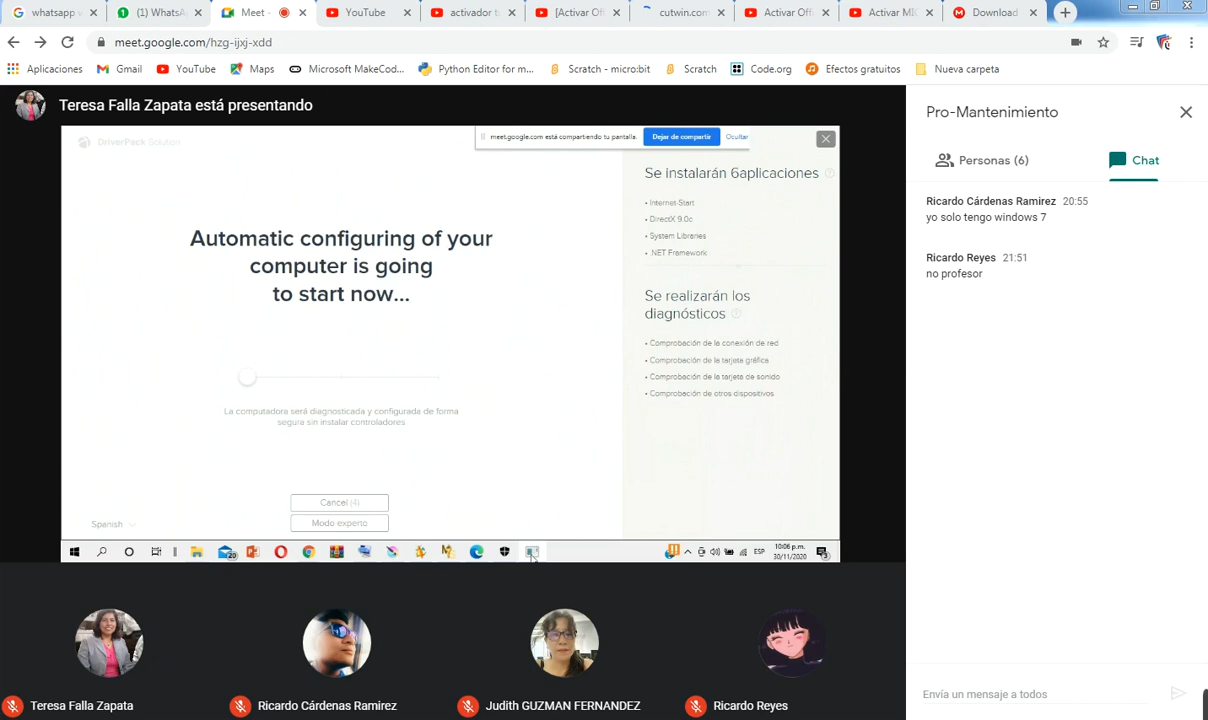 whatsapp w
(1) WhatsA
Meet -
YouTube
activador t
[Activar Off
cutwin.com
Activar Off
Activar MI
Download
meet.google.com/hzg-ijxj-xdd
Aplicaciones
Gmail
YouTube
Maps
Microsoft MakeCod...
Python Editor for m...
Scratch - micro:bit
Scratch
Code.org
Efectos gratuitos
Nueva carpeta
Teresa Falla Zapata está presentando
DriverPack Solution
meet.google.com está compartiendo tu pantalla.
Dejar de compartir
Ocultar
Automatic configuring of your
computer is going
to start now...
La computadora será diagnosticada y configurada de forma
segura sin instalar controladores
Cancel (4)
Modo experto
Spanish
Se instalarán 6aplicaciones
• Internet-Start
• DirectX 9.0c
• System Libraries
• .NET Framework
Se realizarán los
diagnósticos
• Comprobación de la conexión de red
• Comprobación de la tarjeta gráfica
• Comprobación de la tarjeta de sonido
• Comprobación de otros dispositivos
20
ESP
10:06 p.m.
30/11/2020
3
Pro-Mantenimiento
Personas (6)
Chat
Ricardo Cárdenas Ramirez 20:55
yo solo tengo windows 7
Ricardo Reyes 21:51
no profesor
Envía un mensaje a todos
Teresa Falla Zapata
Ricardo Cárdenas Ramirez
Judith GUZMAN FERNANDEZ
Ricardo Reyes